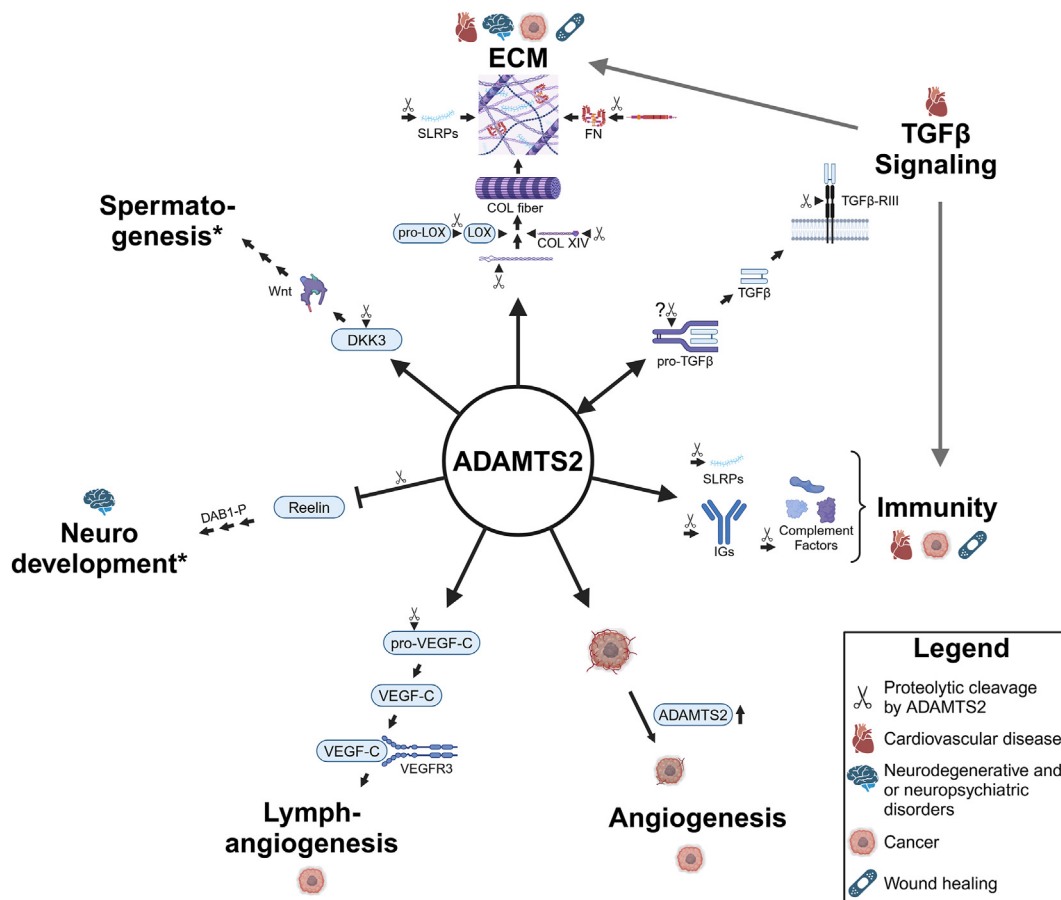 ECM
SLRPs
FN
COL fiber
pro-LOX
LOX
COL XIV
TGFβ
Signaling
TGFβ-RIII
TGFβ
?
pro-TGFβ
Spermato-
genesis*
Wnt
DKK3
ADAMTS2
Neuro
development*
DAB1-P
Reelin
SLRPs
IGs
Complement
Factors
Immunity
pro-VEGF-C
VEGF-C
VEGF-C
VEGFR3
Lymph-
angiogenesis
ADAMTS2
Angiogenesis
Legend
Proteolytic cleavage
by ADAMTS2
Cardiovascular disease
Neurodegenerative and
or neuropsychiatric
disorders
Cancer
Wound healing